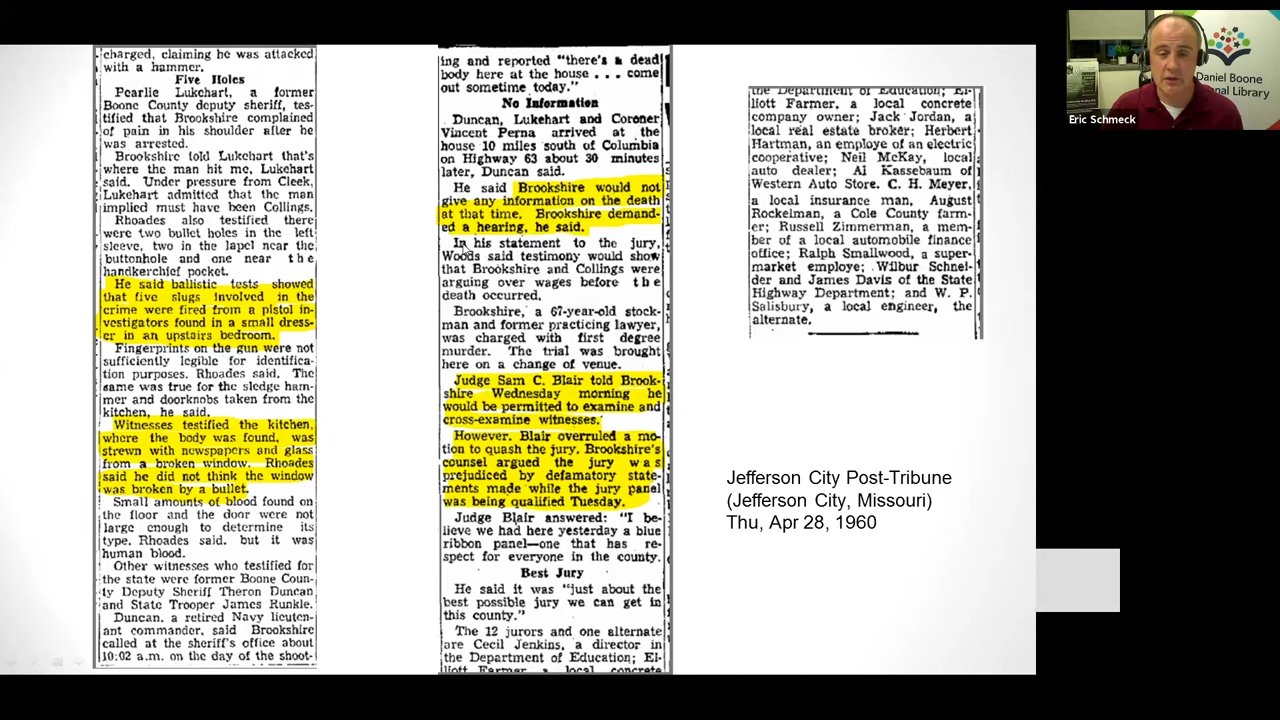 charged, claiming he was attacked
with a hammer.
Five Holes
Pearlie Lukehart, a former
Boone County deputy sheriff, tes-
tified that Brookshire complained
of pain in his shoulder after he
was arrested.
Brookshire told Lukehart that's
where the man hit me, Lukehart
said. Under pressure from Cleek,
Lukehart admitted that the man
implied must have been Collings.
Rhoades also testified there
were two bullet holes in the left
sleeve, two in the lapel near the
buttonhole and one near the
handkerchief pocket.
He said ballistic tests showed
that five slugs involved in the
crime were fired from a pistol in-
vestigators found in a small dress-
er in an upstairs bedroom.
Fingerprints on the gun were not
sufficiently legible for identifica-
tion purposes, Rhoades said. The
same was true for the sledge ham-
mer and doorknobs taken from the
kitchen, he said.
Witnesses testified the kitchen,
where the body was found, was
strewn with newspapers and glass
from a broken window. Rhoades
said he did not think the window
was broken by a bullet.
Small amounts of blood found on
the floor and the door were not
large enough to determine its
type, Rhoades said, but it was
human blood.
Other witnesses who testified for
the state were former Boone Coun-
ty Deputy Sheriff Theron Duncan
and State Trooper James Runkle.
Duncan, a retired Navy lieuten-
ant commander, said Brookshire
called at the sheriff's office about
10:02 a.m. on the day of the shoot-
ing and reported "there's a dead
body here at the house . . . come
out sometime today."
No Information
Duncan, Lukehart and Coroner
Vincent Perna arrived at the
house 10 miles south of Columbia
on Highway 63 about 30 minutes
later, Duncan said.
He said Brookshire would not
give any information on the death
at that time. Brookshire demand-
ed a hearing, he said.
In his statement to the jury,
Woods said testimony would show
that Brookshire and Collings were
arguing over wages before the
death occurred.
Brookshire, a 67-year-old stock-
man and former practicing lawyer,
was charged with first degree
murder. The trial was brought
here on a change of venue.
Judge Sam C. Blair told Brook-
shire Wednesday morning he
would be permitted to examine and
cross-examine witnesses.
However, Blair overruled a mo-
tion to quash the jury. Brookshire's
counsel argued the jury was
prejudiced by defamatory state-
ments made while the jury panel
was being qualified Tuesday.
Judge Blair answered: "I be-
lieve we had here yesterday a blue
ribbon panel—one that has re-
spect for everyone in the county.
Best Jury
He said it was "just about the
best possible jury we can get in
this county."
The 12 jurors and one alternate
are Cecil Jenkins, a director in
the Department of Education; El-
liott Farmer, a local concrete
the Department of Education; El-
liott Farmer, a local concrete
company owner; Jack Jordan, a
local real estate broker; Herbert
Hartman, an employe of an electric
cooperative; Neil McKay, local
auto dealer; Al Kassebaum of
Western Auto Store. C. H. Meyer,
a local insurance man, August
Rockelman, a Cole County farm-
er; Russell Zimmerman, a mem-
ber of a local automobile finance
office; Ralph Smallwood, a super-
market employe; Wilbur Schnei-
der and James Davis of the State
Highway Department; and W. P.
Salisbury, a local engineer, the
alternate.
Jefferson City Post-Tribune
(Jefferson City, Missouri)
Thu, Apr 28, 1960
Daniel Boone
Library
Eric Schmeck